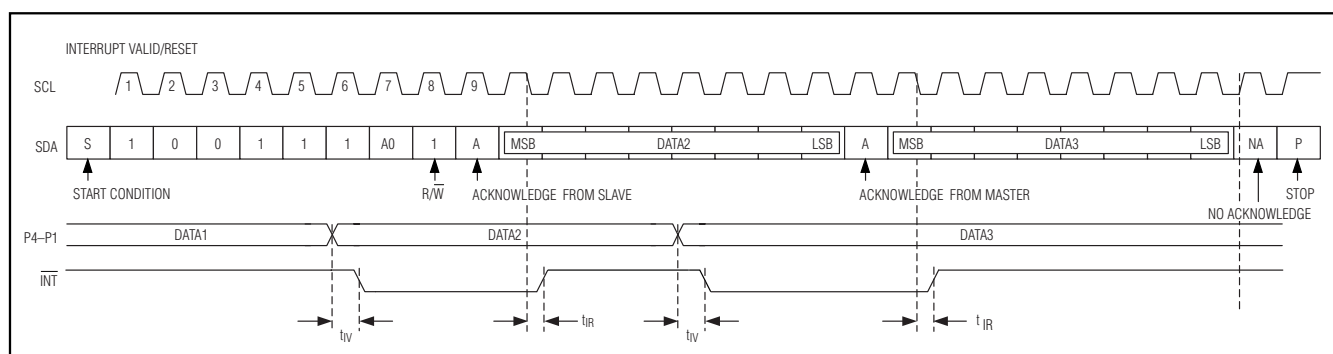 INTERRUPT VALID/RESET
SCL 1 2 3 4 5 6 7 8 9
SDA S 1 0 0 1 1 1 A0 1 A MSB DATA2 LSB A MSB DATA3 LSB NA P
START CONDITION R/W̅ ACKNOWLEDGE FROM SLAVE ACKNOWLEDGE FROM MASTER STOP
NO ACKNOWLEDGE
P4–P1 DATA1 DATA2 DATA3
I̅N̅T̅
tIV tIR tIV tIR